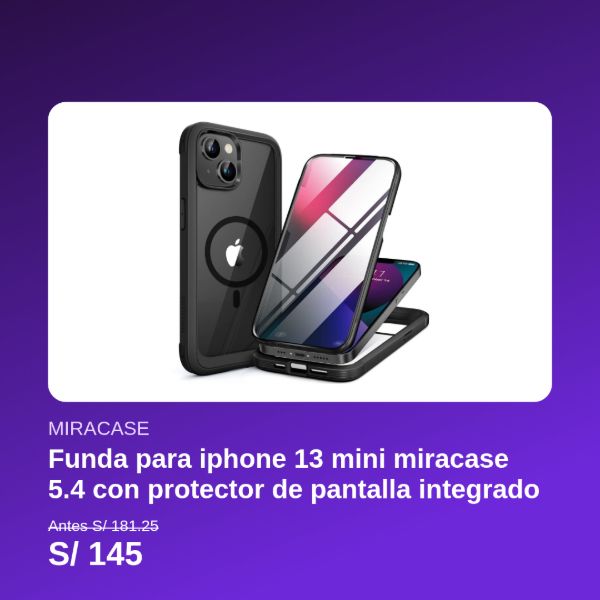 MIRACASE
Funda para iphone 13 mini miracase
5.4 con protector de pantalla integrado
Antes S/ 181.25
S/ 145